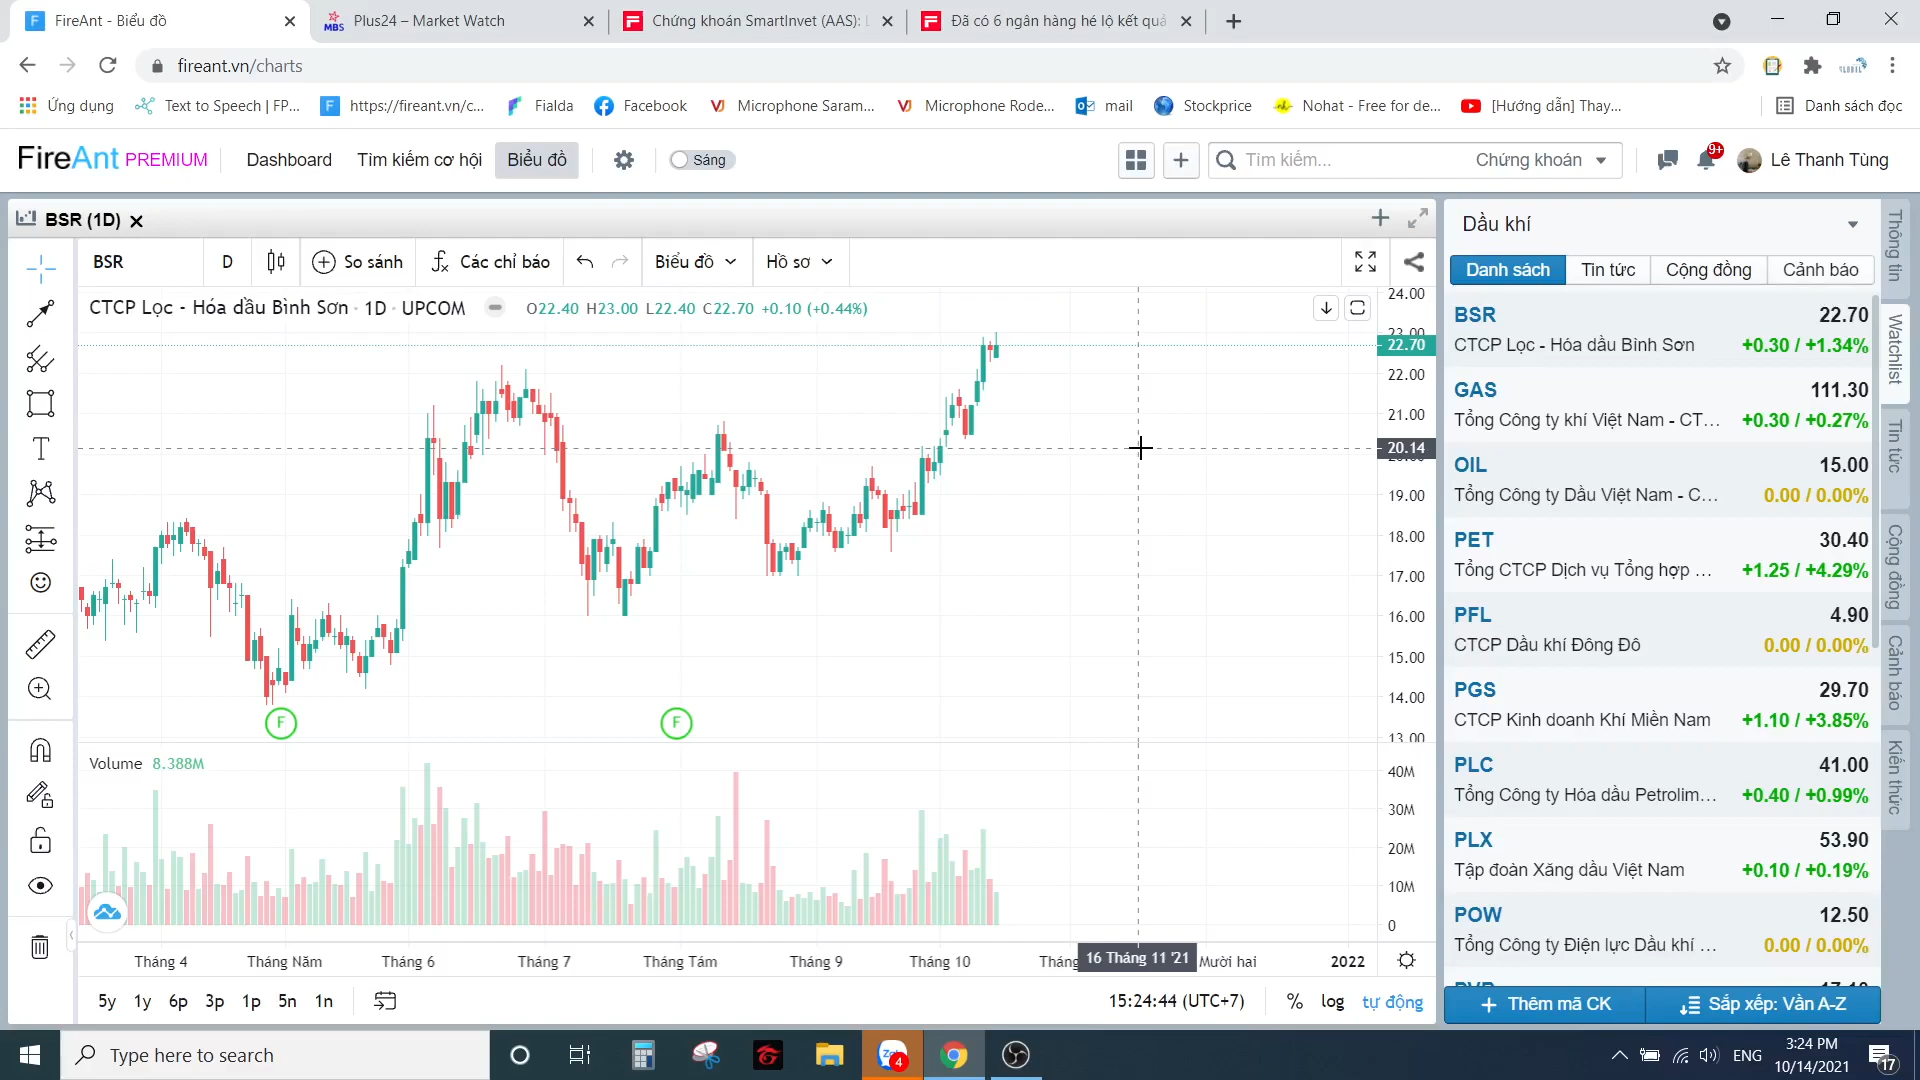 FireAnt - Biểu đồ
Plus24 – Market Watch
Chứng khoán SmartInvet (AAS):
Đã có 6 ngân hàng hé lộ kết quả
fireant.vn/charts
Ứng dụng
Text to Speech | FP...
https://fireant.vn/c...
Fialda
Facebook
Microphone Saram...
Microphone Rode...
mail
Stockprice
Nohat - Free for de...
[Hướng dẫn] Thay...
Danh sách đọc
FireAnt PREMIUM
Dashboard
Tìm kiếm cơ hội
Biểu đồ
Sáng
Tìm kiếm...
Chứng khoán
9+
Lê Thanh Tùng
BSR (1D)
BSR
D
So sánh
Các chỉ báo
Biểu đồ
Hồ sơ
CTCP Lọc - Hóa dầu Bình Sơn · 1D · UPCOM
O22.40 H23.00 L22.40 C22.70 +0.10 (+0.44%)
24.00
23.00
22.70
22.00
21.00
20.14
19.00
18.00
17.00
16.00
15.00
14.00
13.00
F
F
Volume 8.388M
40M
30M
20M
10M
0
Tháng 4
Tháng Năm
Tháng 6
Tháng 7
Tháng Tám
Tháng 9
Tháng 10
16 Tháng 11 '21
Mười hai
2022
5y
1y
6p
3p
1p
5n
1n
15:24:44 (UTC+7)
%
log
tự động
Dầu khí
Danh sách
Tin tức
Cộng đồng
Cảnh báo
BSR 22.70
CTCP Lọc - Hóa dầu Bình Sơn +0.30 / +1.34%
GAS 111.30
Tổng Công ty khí Việt Nam - CT... +0.30 / +0.27%
OIL 15.00
Tổng Công ty Dầu Việt Nam - C... 0.00 / 0.00%
PET 30.40
Tổng CTCP Dịch vụ Tổng hợp ... +1.25 / +4.29%
PFL 4.90
CTCP Dầu khí Đông Đô 0.00 / 0.00%
PGS 29.70
CTCP Kinh doanh Khí Miền Nam +1.10 / +3.85%
PLC 41.00
Tổng Công ty Hóa dầu Petrolim... +0.40 / +0.99%
PLX 53.90
Tập đoàn Xăng dầu Việt Nam +0.10 / +0.19%
POW 12.50
Tổng Công ty Điện lực Dầu khí ... 0.00 / 0.00%
Thêm mã CK
Sắp xếp: Vần A-Z
Thông tin
Watchlist
Tin tức
Cộng đồng
Cảnh báo
Kiến thức
Type here to search
4
ENG
3:24 PM
10/14/2021
17